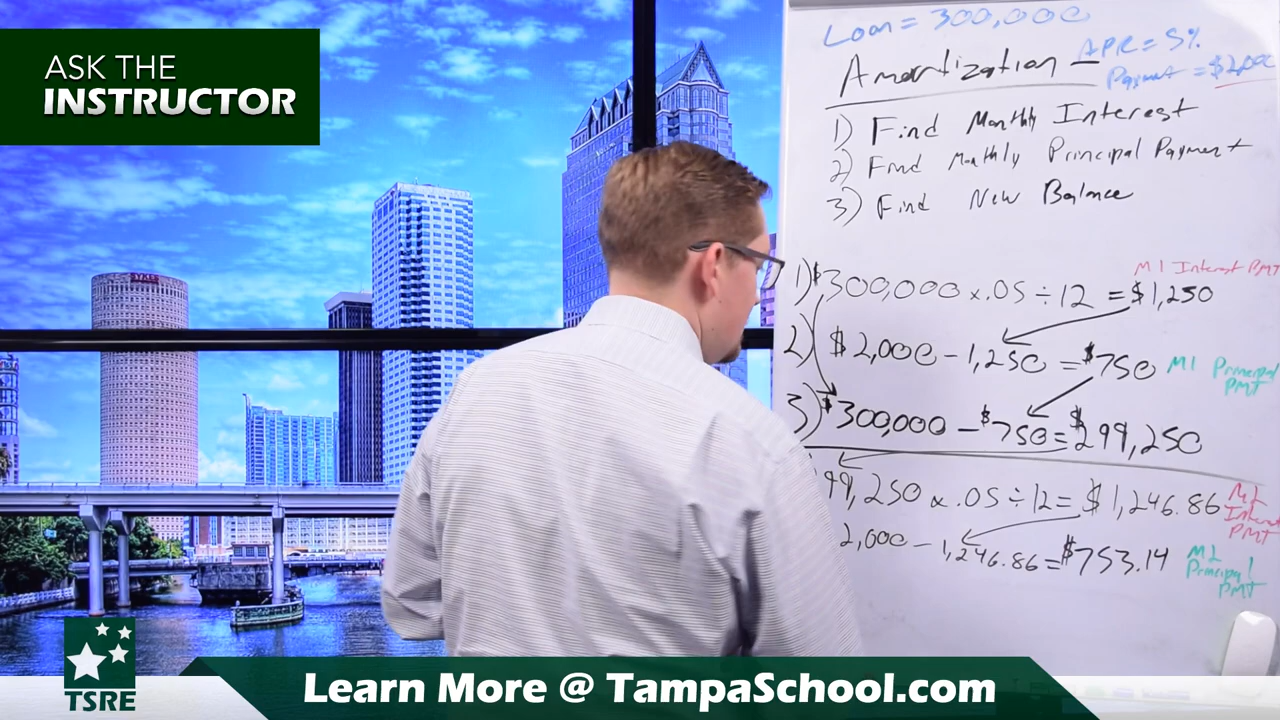 ASK THE
INSTRUCTOR
Loan = 300,000
Amortization - APR = 5%
Payment = $2,000
1) Find Monthly Interest
2) Find Monthly Principal Payment
3) Find New Balance
M1 Interest PMT
1) $300,000 x .05 ÷ 12 = $1,250
2) $2,000 - 1,250 = $750 M1 Principal
PMT
3) $300,000 - $750 = $299,250
99,250 x .05 ÷ 12 = $1,246.86 M2
Interest
PMT
2,000 - 1,246.86 = $753.14 M2
Principal
PMT
SYKES
TSRE
Learn More @ TampaSchool.com